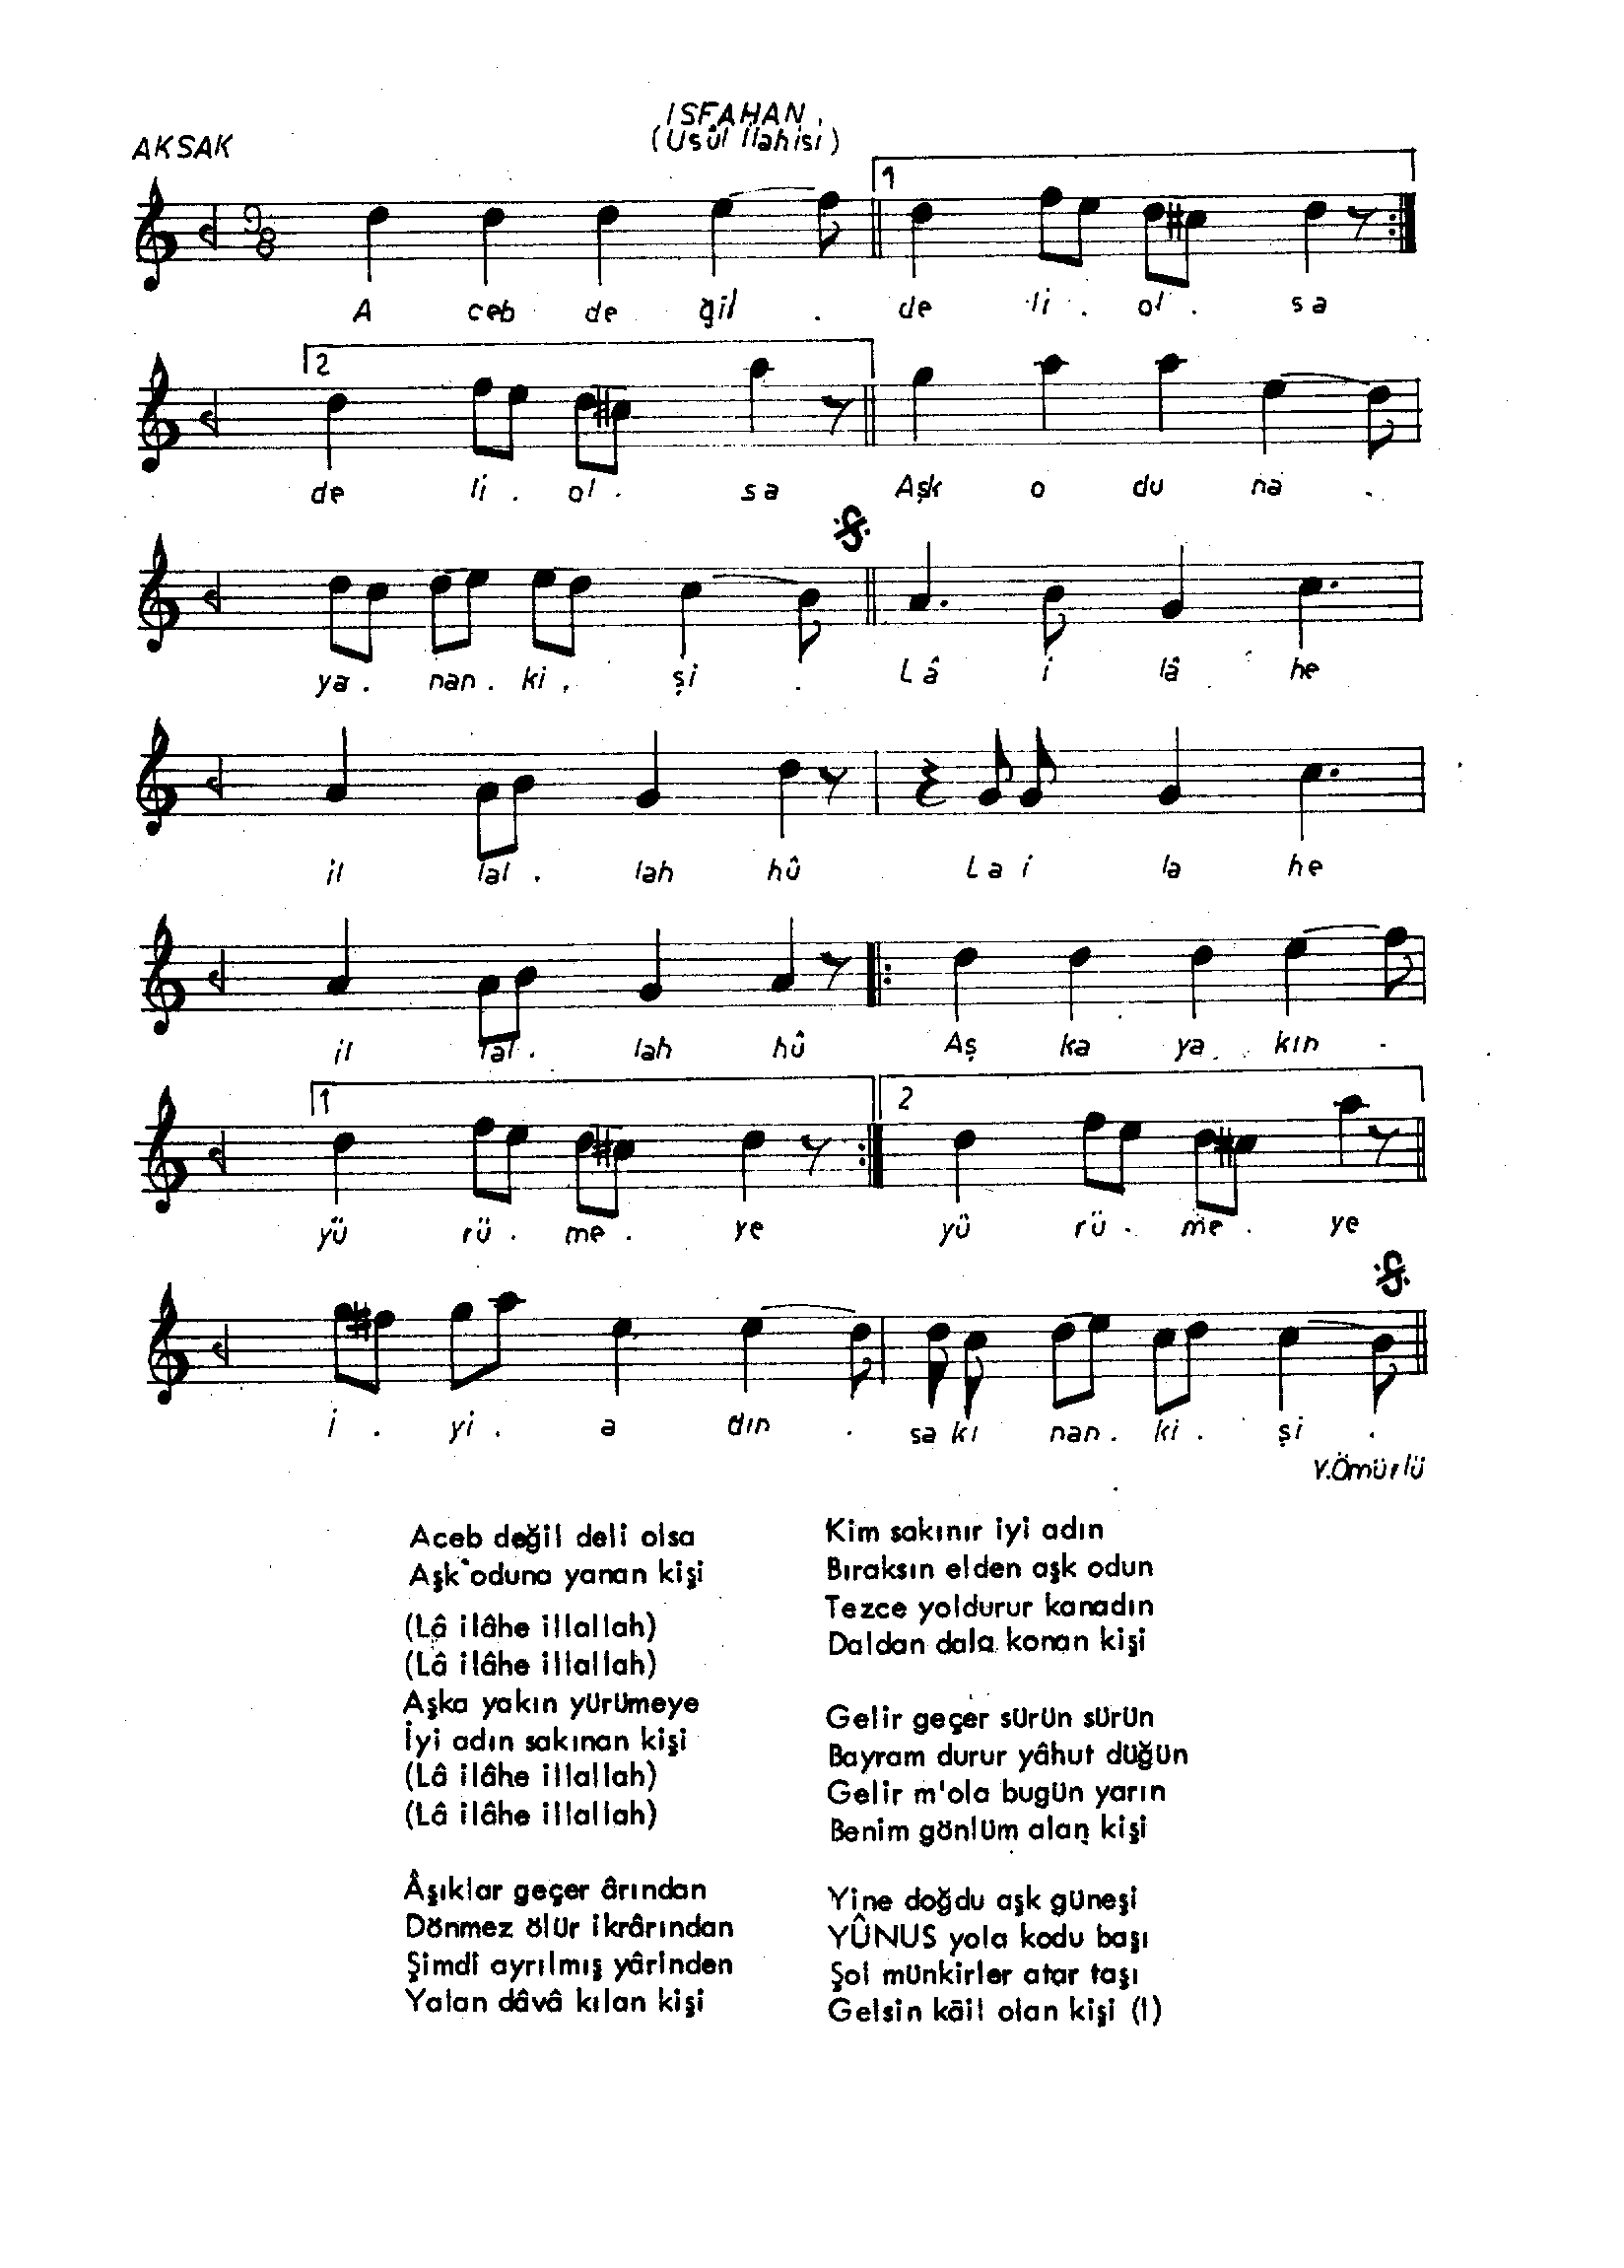 ISFAHAN
AKSAK
(Usûl İlahisi)
9/8
1
A ceb de ğil . de li . ol . sa
2
de li . ol . sa Aşk o du na .
ya . nan . ki . şi . Lâ i lâ he
il lal . lah hû La i la he
il lal . lah hû Aş ka ya . kın .
1 2
yü rü . me . ye yü rü . me . ye
i . yi . a dın . sa kı nan . ki . şi .
Y.Ömürlü
Aceb değil deli olsa
Aşk oduna yanan kişi
(Lâ ilâhe illallah)
(Lâ ilâhe illallah)
Aşka yakın yürümeye
İyi adın sakınan kişi
(Lâ ilâhe illallah)
(Lâ ilâhe illallah)
Âşıklar geçer ârından
Dönmez ölür ikrârından
Şimdi ayrılmış yârinden
Yalan dâvâ kılan kişi
Kim sakınır iyi adın
Bıraksın elden aşk odun
Tezce yoldurur kanadın
Daldan dala konan kişi
Gelir geçer sürün sürün
Bayram durur yâhut düğün
Gelir m'ola bugün yarın
Benim gönlüm alan kişi
Yine doğdu aşk güneşi
YÛNUS yola kodu başı
Şol münkirler atar taşı
Gelsin kāil olan kişi (I)